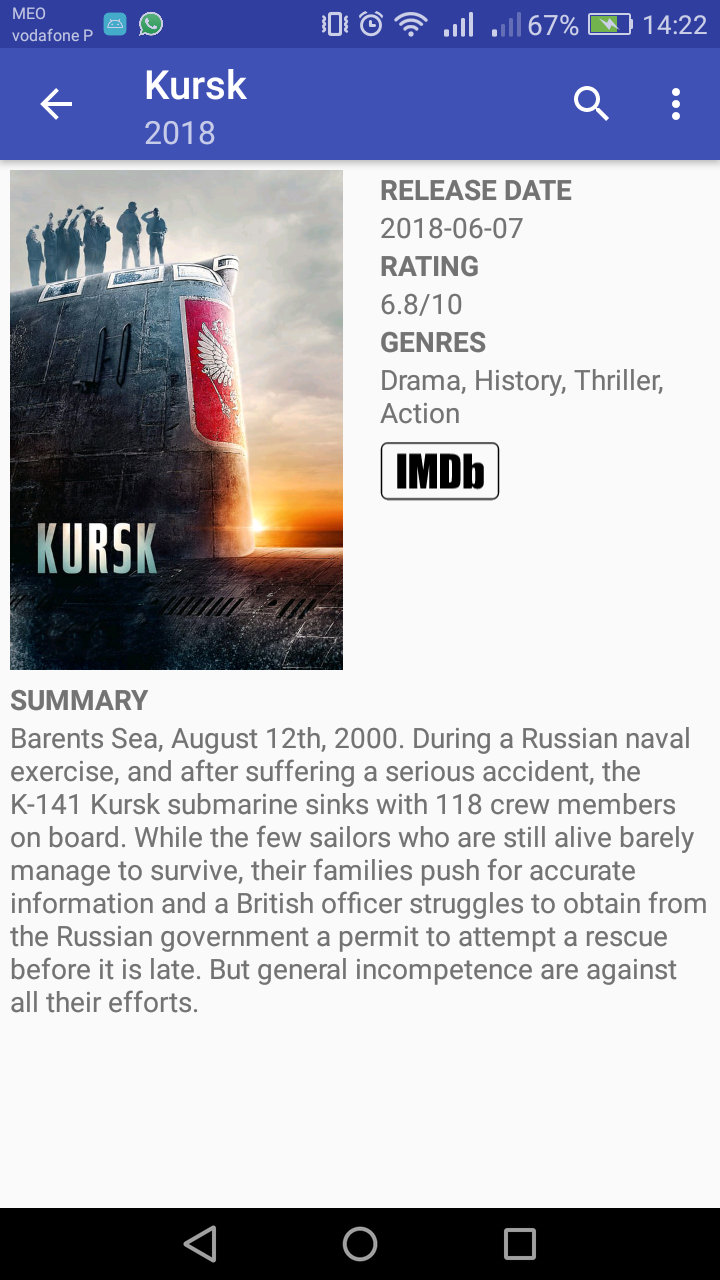 MEO
vodafone P
67%
14:22
Kursk
2018
KURSK
RELEASE DATE
2018-06-07
RATING
6.8/10
GENRES
Drama, History, Thriller,
Action
IMDb
SUMMARY
Barents Sea, August 12th, 2000. During a Russian naval
exercise, and after suffering a serious accident, the
K-141 Kursk submarine sinks with 118 crew members
on board. While the few sailors who are still alive barely
manage to survive, their families push for accurate
information and a British officer struggles to obtain from
the Russian government a permit to attempt a rescue
before it is late. But general incompetence are against
all their efforts.